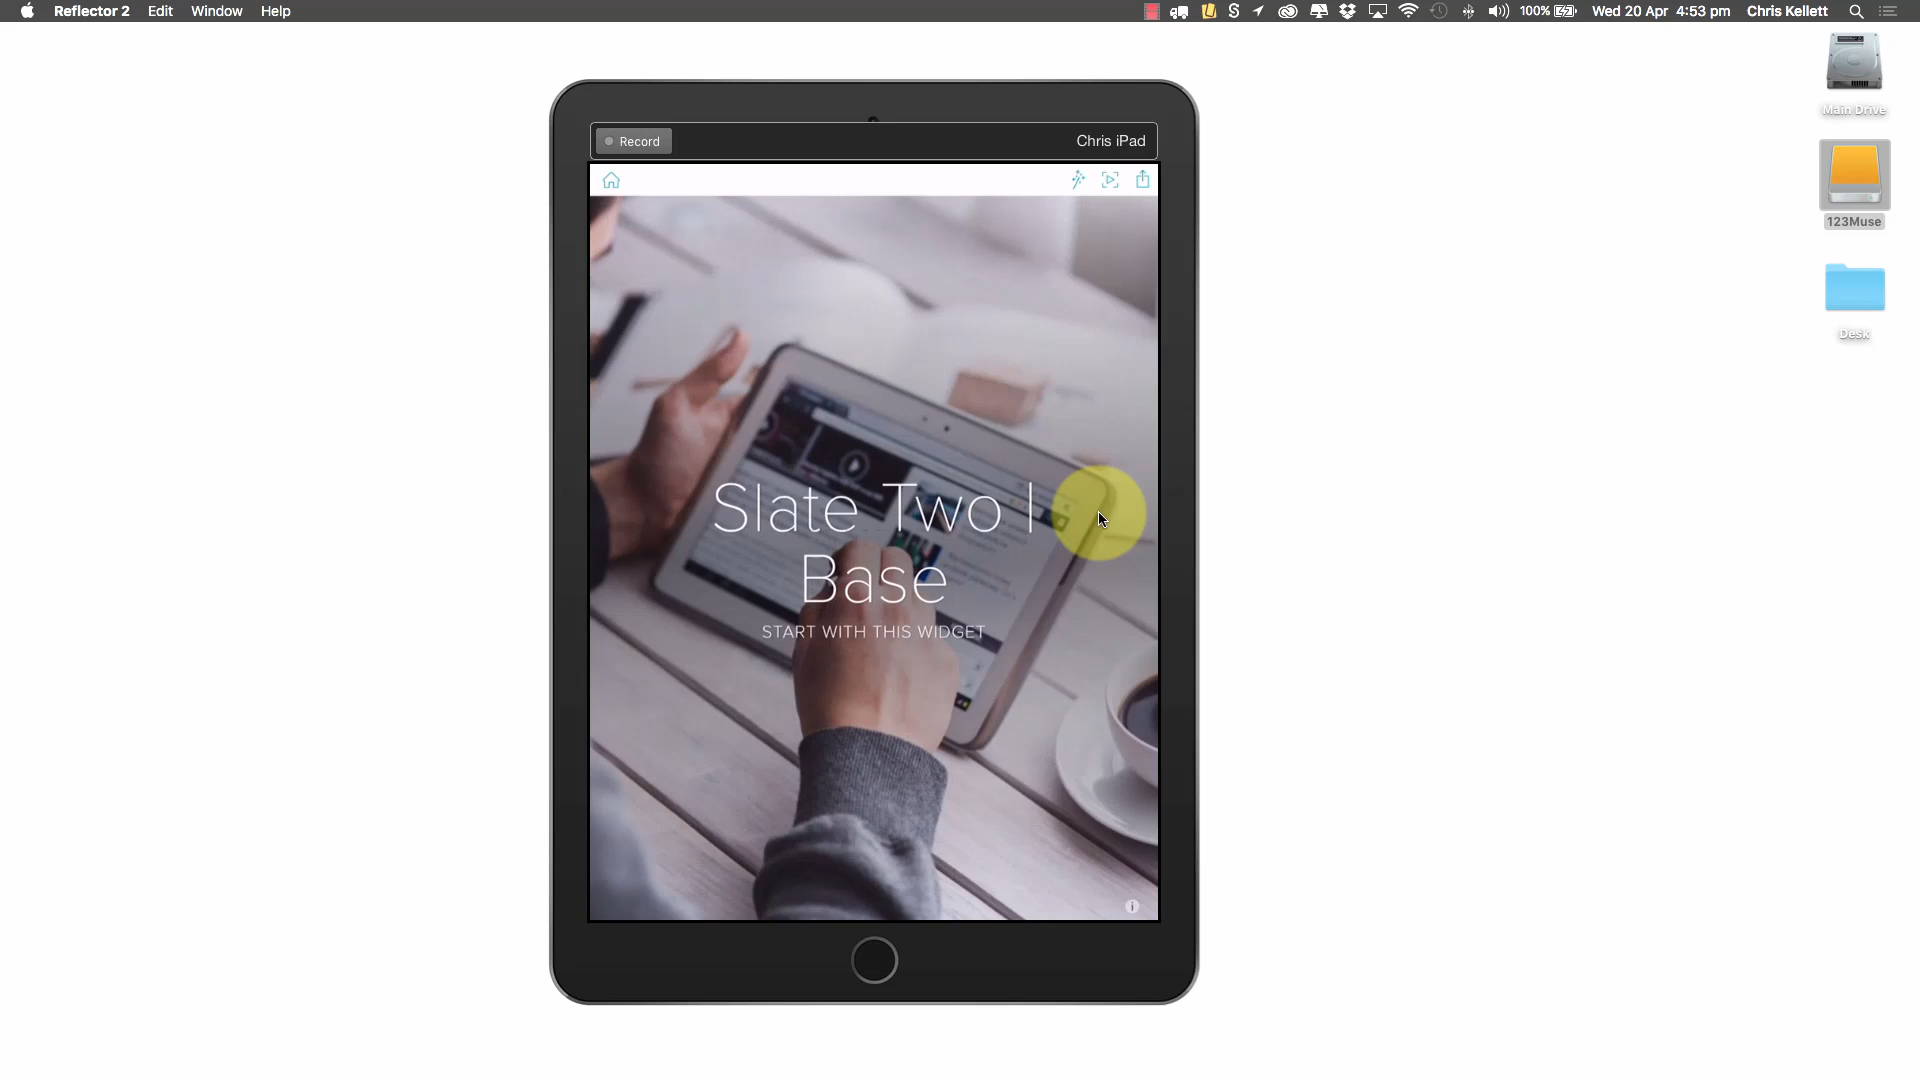 Reflector 2 Edit Window Help
100% Wed 20 Apr 4:53 pm Chris Kellett
Main Drive
Record Chris iPad
123Muse
Desk
Slate Two |
Base
START WITH THIS WIDGET